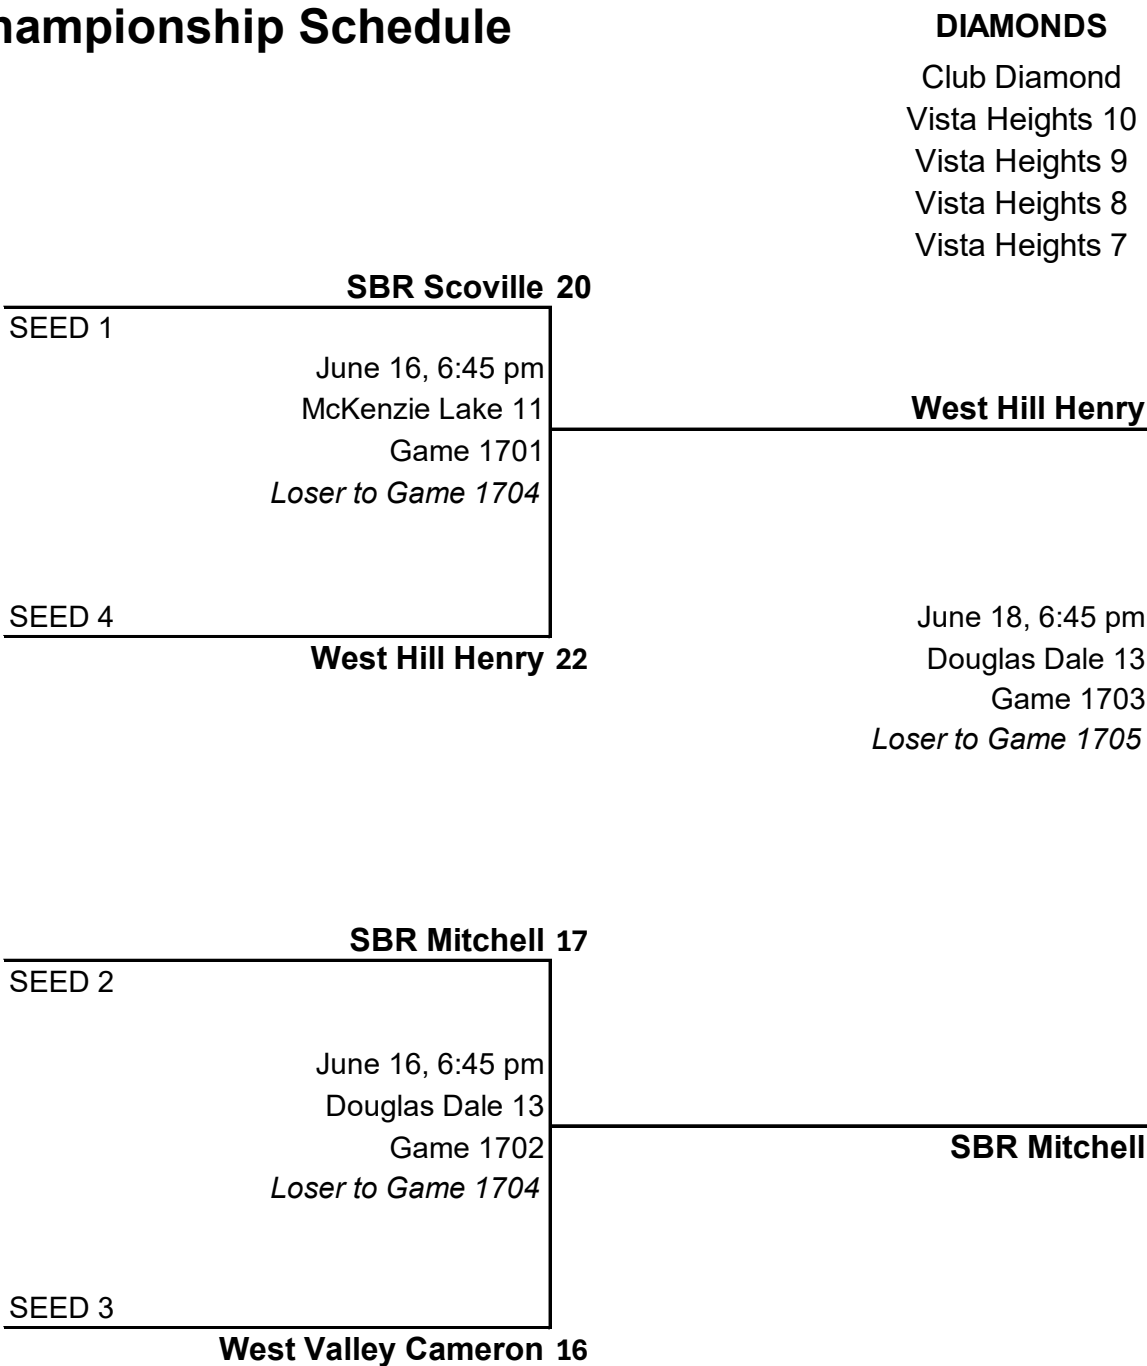 hampionship Schedule
DIAMONDS
Club Diamond
Vista Heights 10
Vista Heights 9
Vista Heights 8
Vista Heights 7
SBR Scoville 20
SEED 1
June 16, 6:45 pm
McKenzie Lake 11
Game 1701
Loser to Game 1704
SEED 4
West Hill Henry 22
West Hill Henry
June 18, 6:45 pm
Douglas Dale 13
Game 1703
Loser to Game 1705
SBR Mitchell 17
SEED 2
June 16, 6:45 pm
Douglas Dale 13
Game 1702
Loser to Game 1704
SBR Mitchell
SEED 3
West Valley Cameron 16